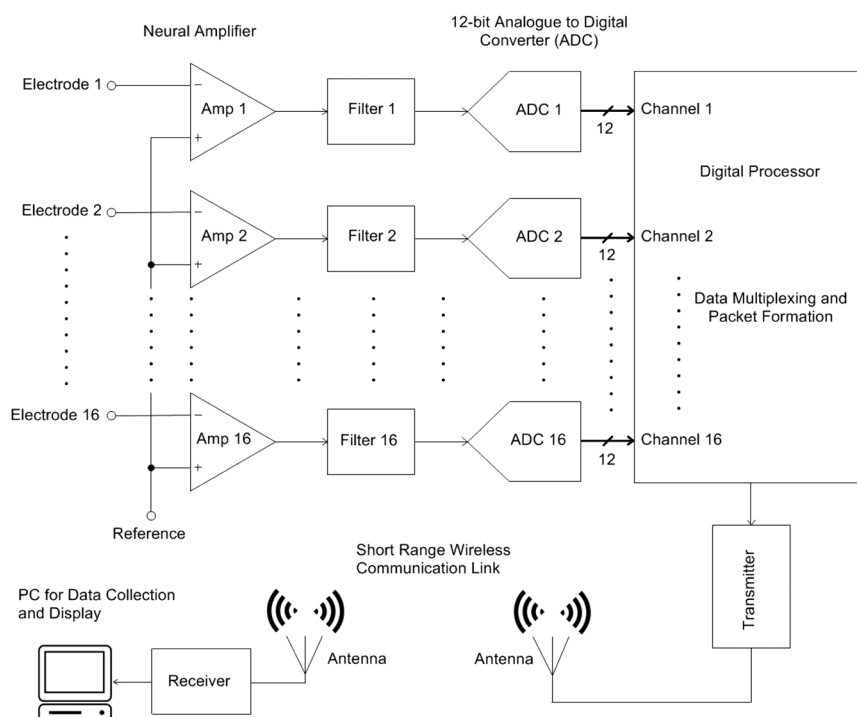 Neural Amplifier
12-bit Analogue to Digital
Converter (ADC)
Electrode 1
−
Amp 1
+
Filter 1
ADC 1
12
Channel 1
Digital Processor
Electrode 2
−
Amp 2
+
Filter 2
ADC 2
12
Channel 2
Data Multiplexing and
Packet Formation
Electrode 16
−
Amp 16
+
Filter 16
ADC 16
12
Channel 16
Reference
Short Range Wireless
Communication Link
Transmitter
PC for Data Collection
and Display
Receiver
Antenna
Antenna